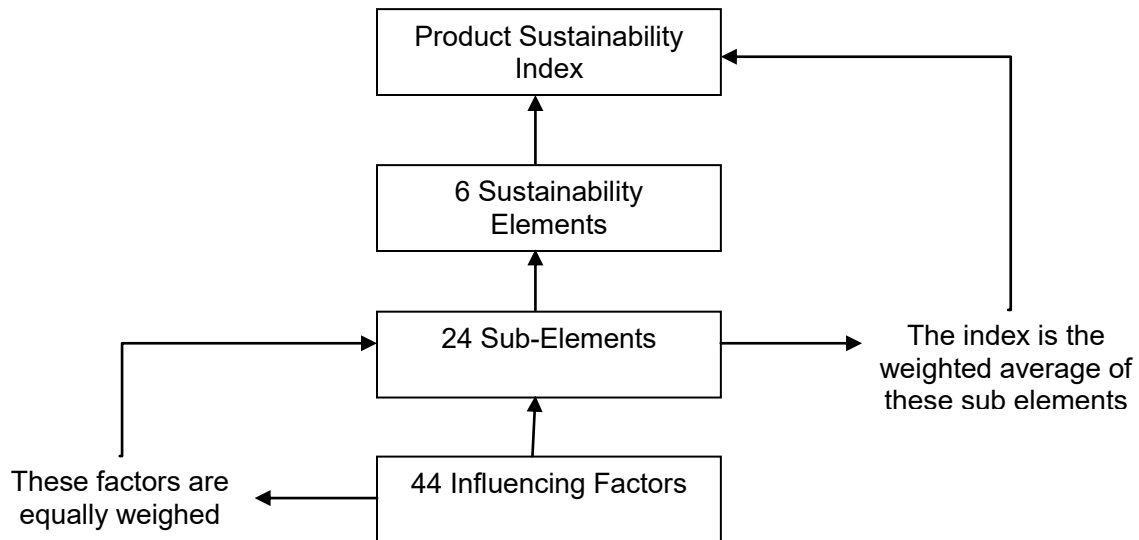 Product Sustainability
Index
6 Sustainability
Elements
24 Sub-Elements
The index is the
weighted average of
these sub elements
44 Influencing Factors
These factors are
equally weighed